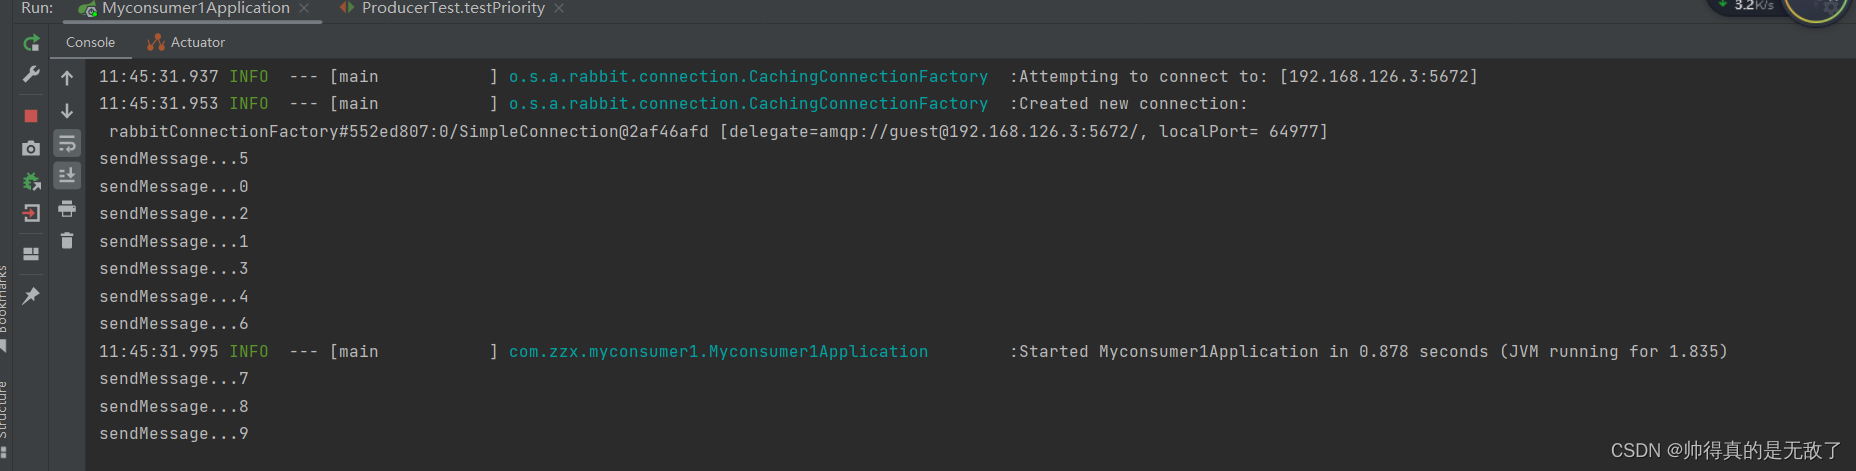 Run: Myconsumer1Application × ProducerTest.testPriority ×
3.2K/s
Console Actuator
11:45:31.937 INFO --- [main ] o.s.a.rabbit.connection.CachingConnectionFactory :Attempting to connect to: [192.168.126.3:5672]
11:45:31.953 INFO --- [main ] o.s.a.rabbit.connection.CachingConnectionFactory :Created new connection:
rabbitConnectionFactory#552ed807:0/SimpleConnection@2af46afd [delegate=amqp://guest@192.168.126.3:5672/, localPort= 64977]
sendMessage...5
sendMessage...0
sendMessage...2
sendMessage...1
sendMessage...3
sendMessage...4
sendMessage...6
11:45:31.995 INFO --- [main ] com.zzx.myconsumer1.Myconsumer1Application :Started Myconsumer1Application in 0.878 seconds (JVM running for 1.835)
sendMessage...7
sendMessage...8
sendMessage...9
Bookmarks
Structure
CSDN @帅得真的是无敌了